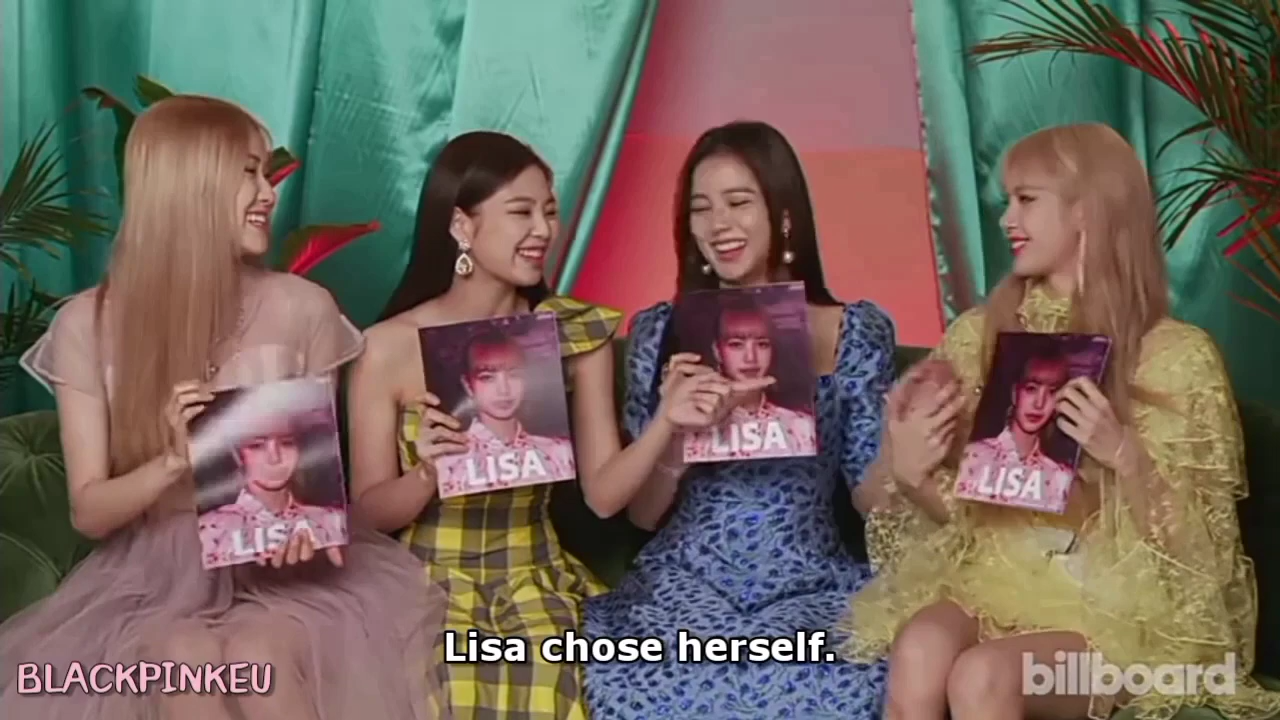 LISA
LISA
LISA
LISA
Lisa chose herself.
BLACKPINKEU
billboard